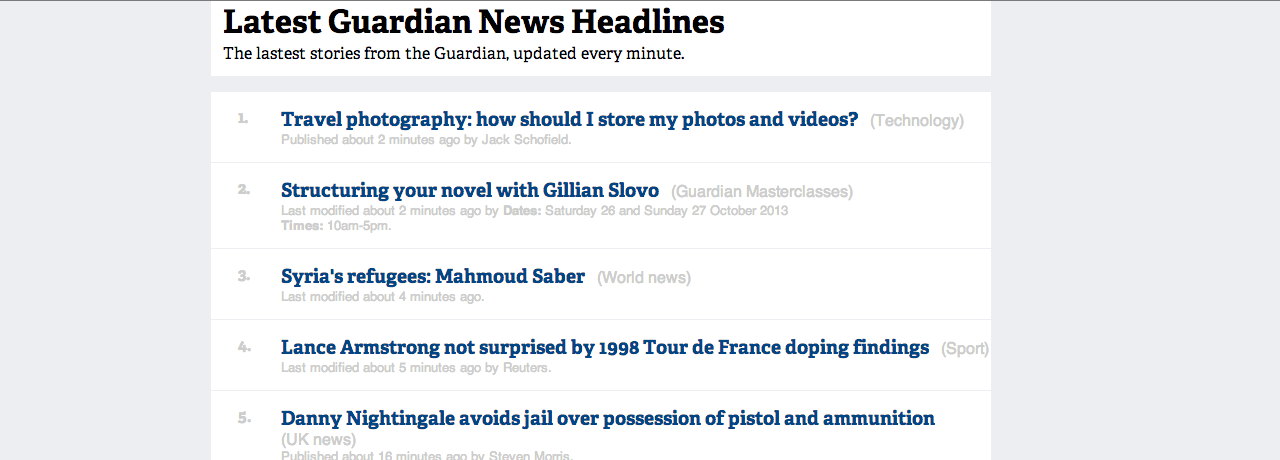 Latest Guardian News Headlines
The lastest stories from the Guardian, updated every minute.
1. Travel photography: how should I store my photos and videos? (Technology)
Published about 2 minutes ago by Jack Schofield.
2. Structuring your novel with Gillian Slovo (Guardian Masterclasses)
Last modified about 2 minutes ago by Dates: Saturday 26 and Sunday 27 October 2013
Times: 10am-5pm.
3. Syria's refugees: Mahmoud Saber (World news)
Last modified about 4 minutes ago.
4. Lance Armstrong not surprised by 1998 Tour de France doping findings (Sport)
Last modified about 5 minutes ago by Reuters.
5. Danny Nightingale avoids jail over possession of pistol and ammunition
(UK news)
Published about 16 minutes ago by Steven Morris.